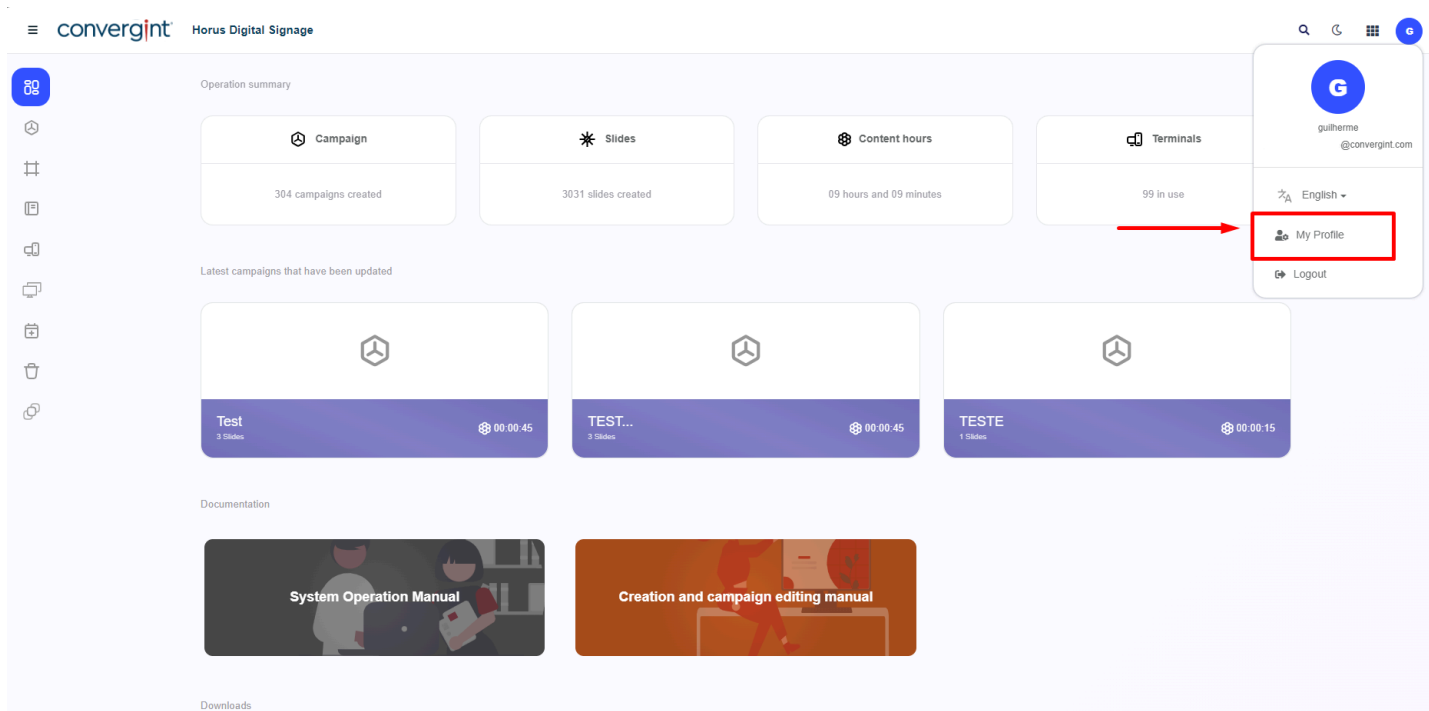 convergint
Horus Digital Signage
G
G
guilherme
@convergint.com
English
My Profile
Logout
Operation summary
Campaign
304 campaigns created
Slides
3031 slides created
Content hours
09 hours and 09 minutes
Terminals
99 in use
Latest campaigns that have been updated
Test
3 Slides
00:00:45
TEST...
3 Slides
00:00:45
TESTE
1 Slides
00:00:15
Documentation
System Operation Manual
Creation and campaign editing manual
Downloads